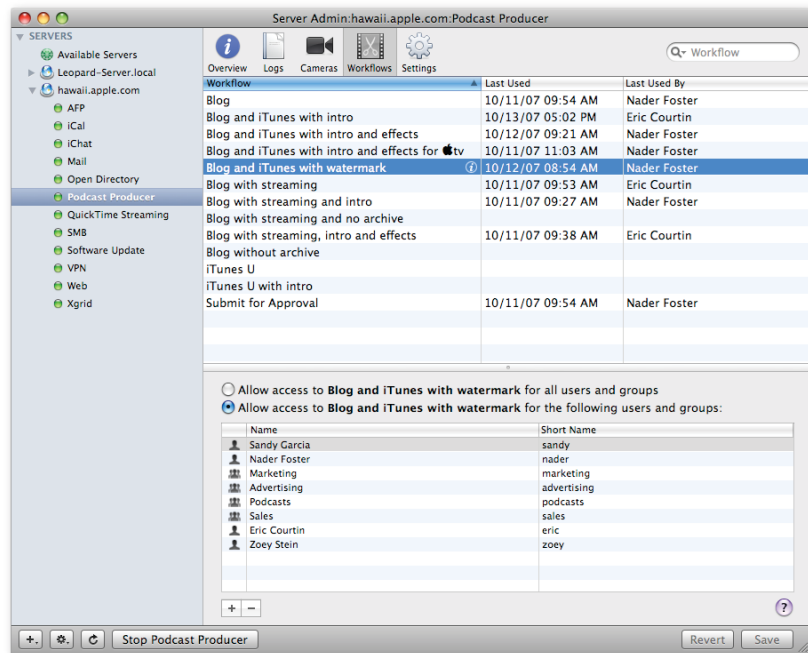 Server Admin:hawaii.apple.com:Podcast Producer
SERVERS
Available Servers
Leopard-Server.local
hawaii.apple.com
AFP
iCal
iChat
Mail
Open Directory
Podcast Producer
QuickTime Streaming
SMB
Software Update
VPN
Web
Xgrid
Overview Logs Cameras Workflows Settings
Workflow
Workflow Last Used Last Used By
Blog 10/11/07 09:54 AM Nader Foster
Blog and iTunes with intro 10/13/07 05:02 PM Eric Courtin
Blog and iTunes with intro and effects 10/12/07 09:21 AM Nader Foster
Blog and iTunes with intro and effects for tv 10/11/07 11:03 AM Nader Foster
Blog and iTunes with watermark 10/12/07 08:54 AM Nader Foster
Blog with streaming 10/11/07 09:53 AM Eric Courtin
Blog with streaming and intro 10/11/07 09:27 AM Nader Foster
Blog with streaming and no archive
Blog with streaming, intro and effects 10/11/07 09:38 AM Eric Courtin
Blog without archive
iTunes U
iTunes U with intro
Submit for Approval 10/11/07 09:54 AM Nader Foster
Allow access to Blog and iTunes with watermark for all users and groups
Allow access to Blog and iTunes with watermark for the following users and groups:
Name Short Name
Sandy Garcia sandy
Nader Foster nader
Marketing marketing
Advertising advertising
Podcasts podcasts
Sales sales
Eric Courtin eric
Zoey Stein zoey
+ − ?
Stop Podcast Producer Revert Save